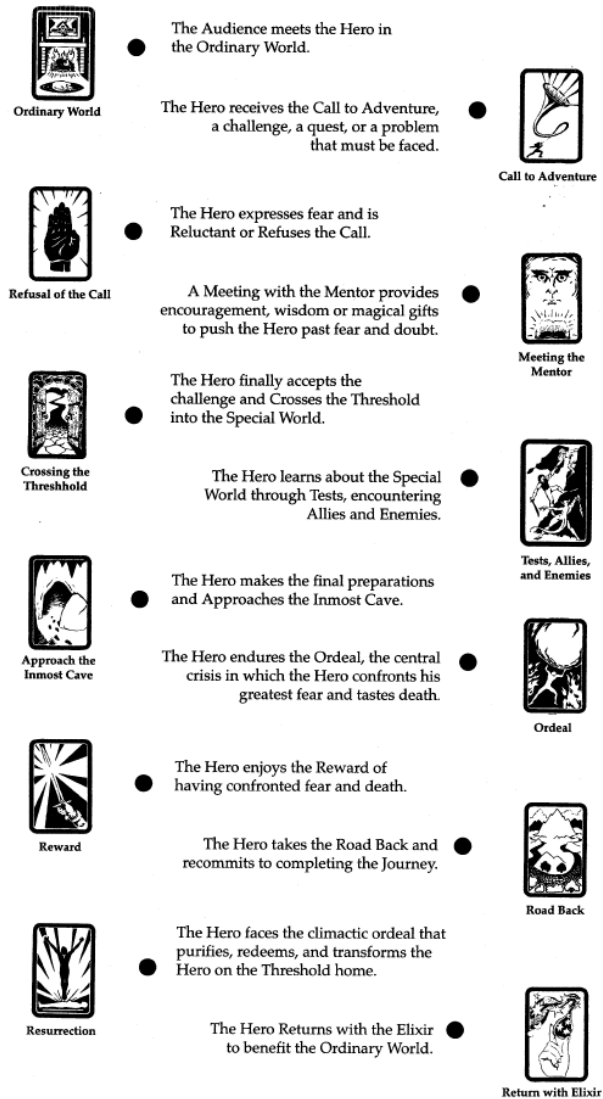 The Audience meets the Hero in
the Ordinary World.
Ordinary World
The Hero receives the Call to Adventure,
a challenge, a quest, or a problem
that must be faced.
Call to Adventure
The Hero expresses fear and is
Reluctant or Refuses the Call.
Refusal of the Call
A Meeting with the Mentor provides
encouragement, wisdom or magical gifts
to push the Hero past fear and doubt.
Meeting the
Mentor
The Hero finally accepts the
challenge and Crosses the Threshold
into the Special World.
Crossing the
Threshhold
The Hero learns about the Special
World through Tests, encountering
Allies and Enemies.
Tests, Allies,
and Enemies
The Hero makes the final preparations
and Approaches the Inmost Cave.
Approach the
Inmost Cave
The Hero endures the Ordeal, the central
crisis in which the Hero confronts his
greatest fear and tastes death.
Ordeal
The Hero enjoys the Reward of
having confronted fear and death.
Reward
The Hero takes the Road Back and
recommits to completing the Journey.
Road Back
The Hero faces the climactic ordeal that
purifies, redeems, and transforms the
Hero on the Threshold home.
Resurrection
The Hero Returns with the Elixir
to benefit the Ordinary World.
Return with Elixir